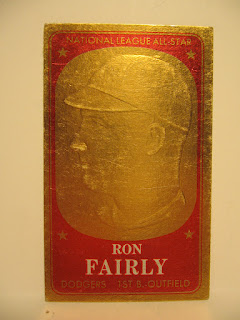 NATIONAL LEAGUE ALL-STAR
RON
FAIRLY
DODGERS 1ST B.-OUTFIELD